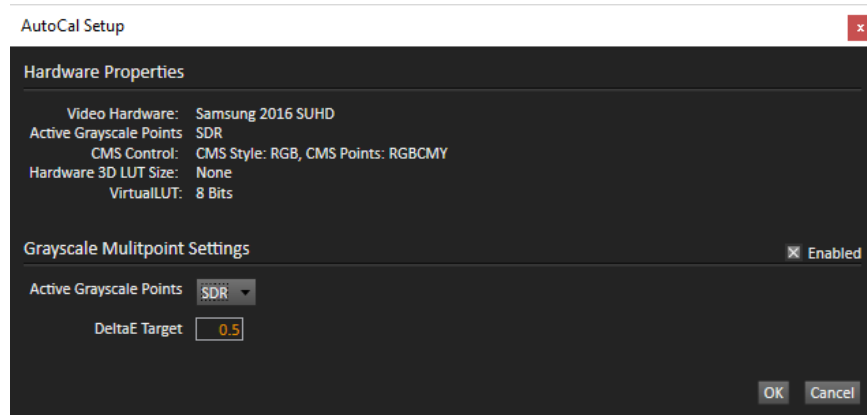 AutoCal Setup
x
Hardware Properties
Video Hardware: Samsung 2016 SUHD
Active Grayscale Points SDR
CMS Control: CMS Style: RGB, CMS Points: RGBCMY
Hardware 3D LUT Size: None
VirtualLUT: 8 Bits
Grayscale Mulitpoint Settings
Enabled
Active Grayscale Points SDR
DeltaE Target 0.5
OK Cancel